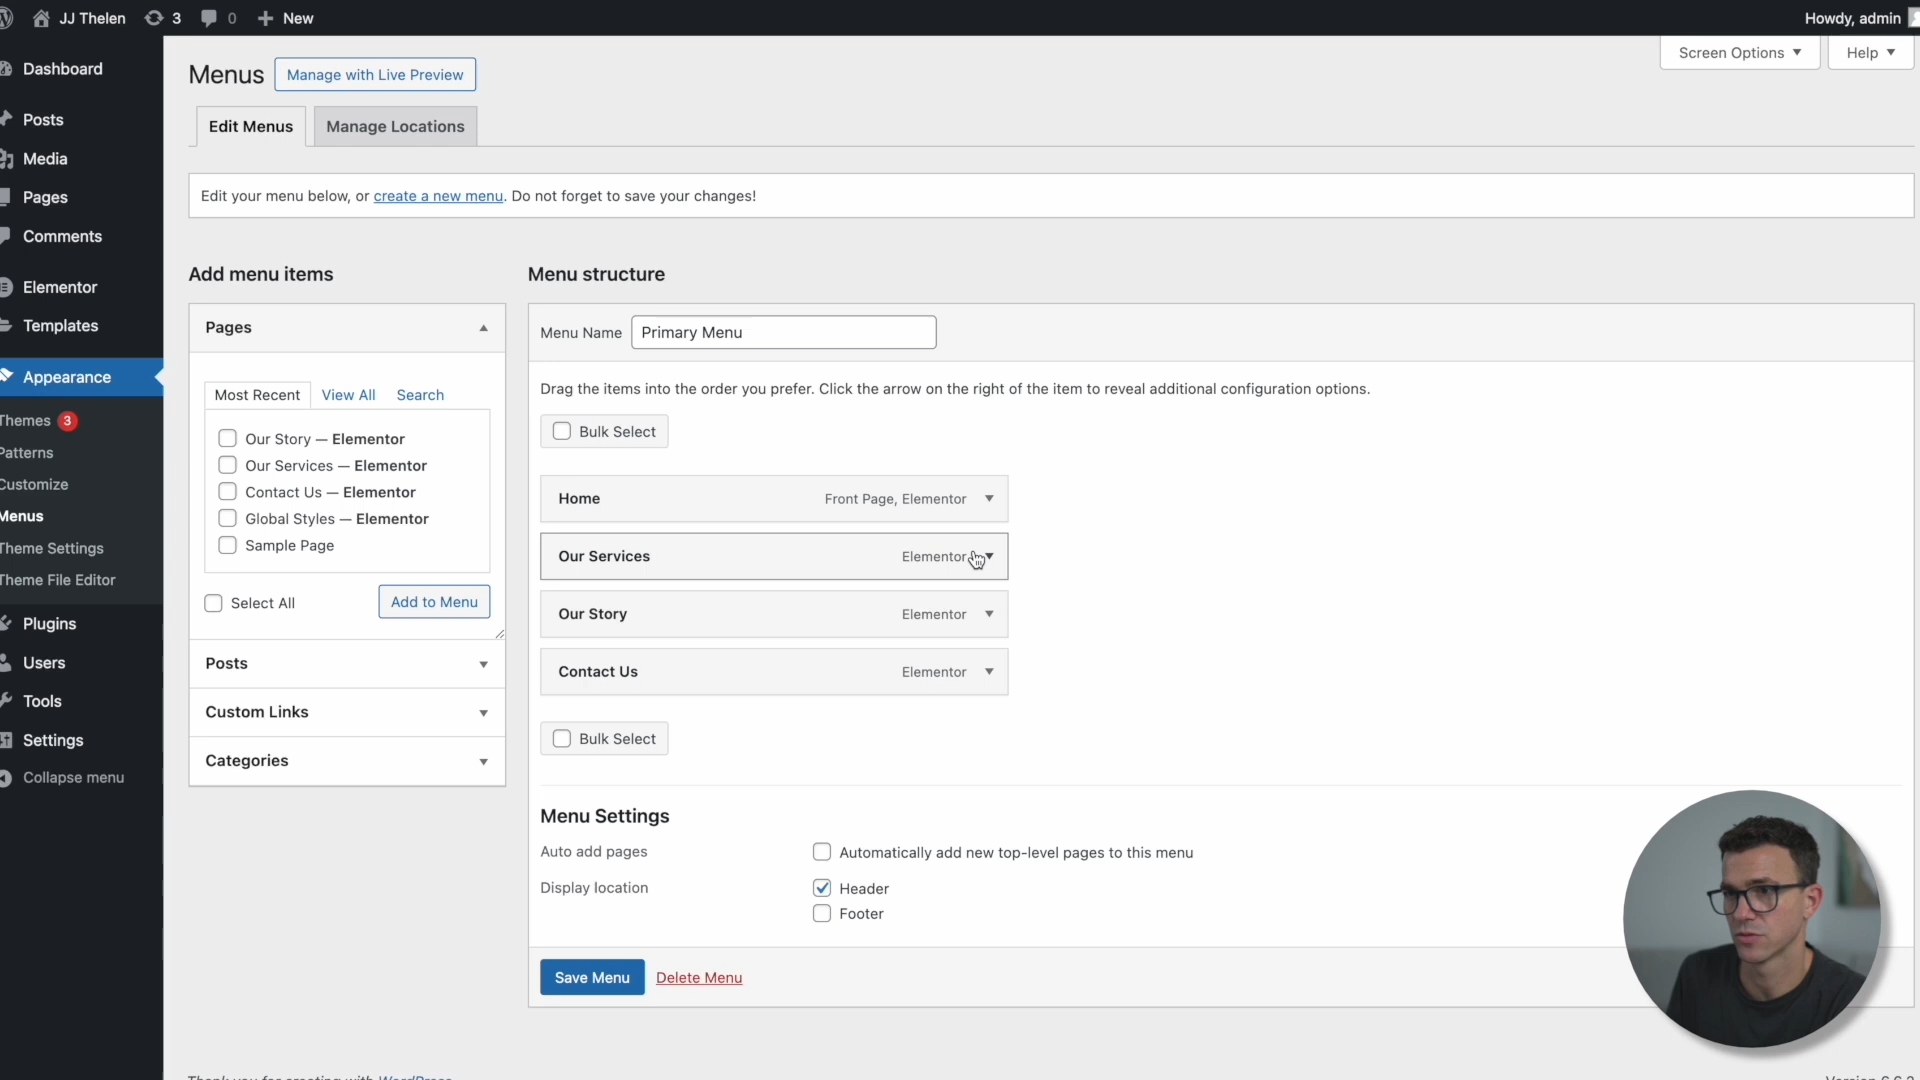 JJ Thelen 3 0 New Howdy, admin
Screen Options Help
Dashboard
Posts
Media
Pages
Comments
Elementor
Templates
Appearance
Themes 3
Patterns
Customize
Menus
Theme Settings
Theme File Editor
Plugins
Users
Tools
Settings
Collapse menu
Menus Manage with Live Preview
Edit Menus Manage Locations
Edit your menu below, or create a new menu. Do not forget to save your changes!
Add menu items
Pages
Most Recent View All Search
Our Story — Elementor
Our Services — Elementor
Contact Us — Elementor
Global Styles — Elementor
Sample Page
Select All Add to Menu
Posts
Custom Links
Categories
Menu structure
Menu Name Primary Menu
Drag the items into the order you prefer. Click the arrow on the right of the item to reveal additional configuration options.
Bulk Select
Home Front Page, Elementor
Our Services Elementor
Our Story Elementor
Contact Us Elementor
Bulk Select
Menu Settings
Auto add pages Automatically add new top-level pages to this menu
Display location Header
Footer
Save Menu Delete Menu
Thank you for creating with WordPress